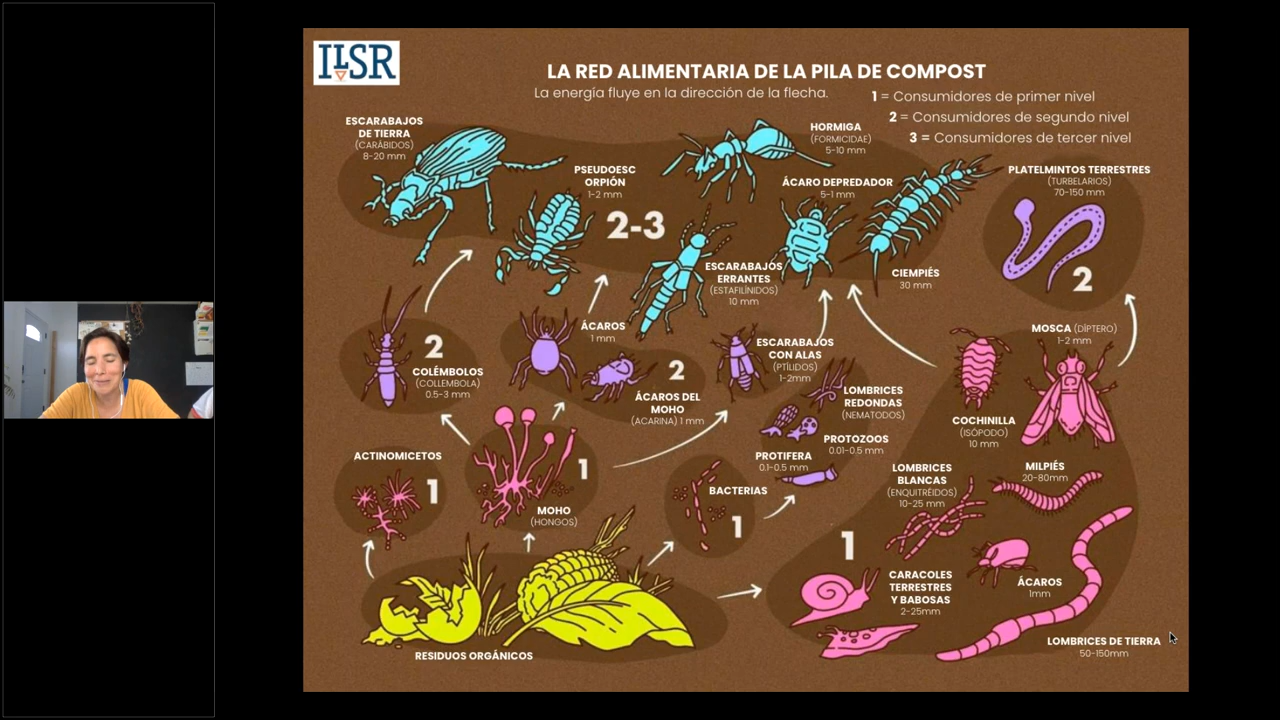 ILSR
LA RED ALIMENTARIA DE LA PILA DE COMPOST
La energía fluye en la dirección de la flecha.
1 = Consumidores de primer nivel
2 = Consumidores de segundo nivel
3 = Consumidores de tercer nivel
ESCARABAJOS
DE TIERRA
(CARÁBIDOS)
8-20 mm
PSEUDOESC
ORPIÓN
1-2 mm
2-3
HORMIGA
(FORMICIDAE)
5-10 mm
ÁCARO DEPREDADOR
5-1 mm
PLATELMINTOS TERRESTRES
(TURBELARIOS)
70-150 mm
2
ESCARABAJOS
ERRANTES
(ESTAFILÍNIDOS)
10 mm
CIEMPIÉS
30 mm
2
COLÉMBOLOS
(COLLEMBOLA)
0.5-3 mm
ÁCAROS
1 mm
2
ÁCAROS DEL
MOHO
(ACARINA) 1 mm
ESCARABAJOS
CON ALAS
(PTÍLIDOS)
1-2mm
LOMBRICES
REDONDAS
(NEMATODOS)
PROTOZOOS
0.01-0.5 mm
PROTIFERA
0.1-0.5 mm
MOSCA (DÍPTERO)
1-2 mm
COCHINILLA
(ISÓPODO)
10 mm
ACTINOMICETOS
1
1
MOHO
(HONGOS)
BACTERIAS
1
LOMBRICES
BLANCAS
(ENQUITRÉIDOS)
10-25 mm
MILPIÉS
20-80mm
1
CARACOLES
TERRESTRES
Y BABOSAS
2-25mm
ÁCAROS
1mm
LOMBRICES DE TIERRA
50-150mm
RESIDUOS ORGÁNICOS